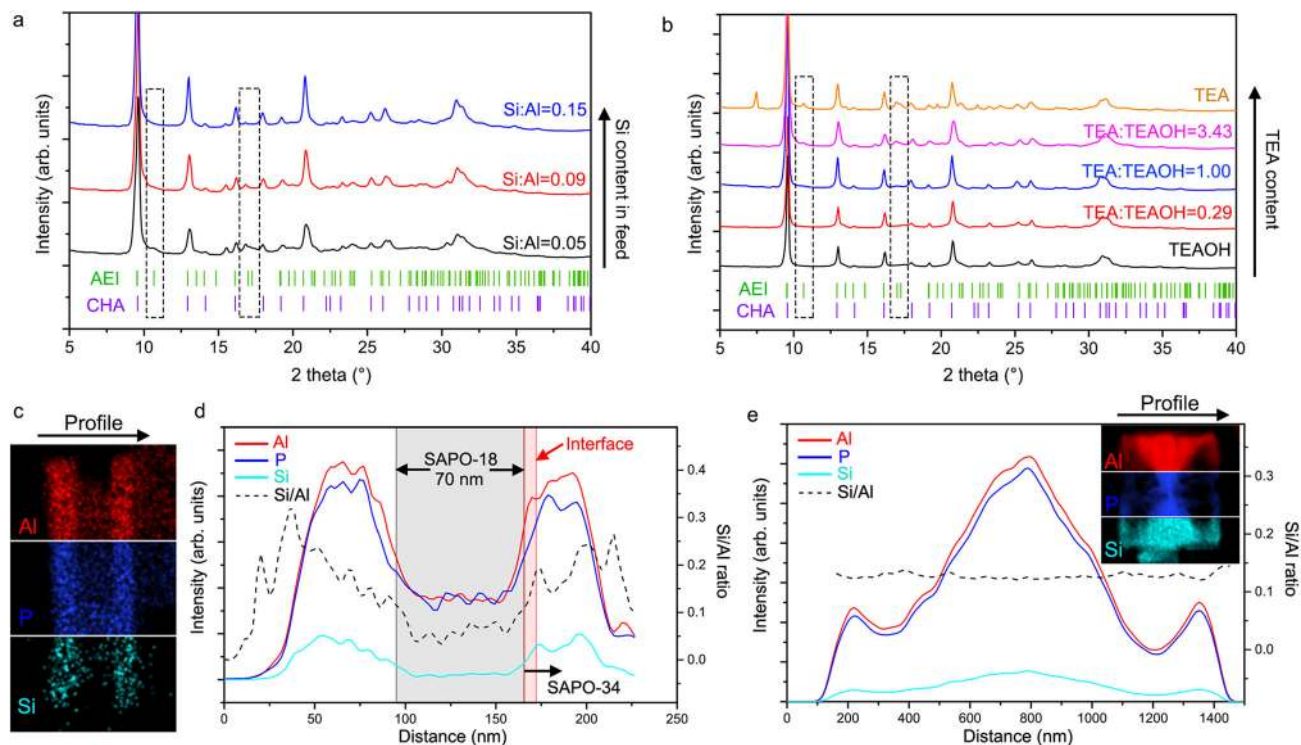 a
Intensity (arb. units)
Si:Al=0.15
Si:Al=0.09
Si:Al=0.05
AEI
CHA
5 10 15 20 25 30 35 40
2 theta (°)
Si content in feed
b
Intensity (arb. units)
TEA
TEA:TEAOH=3.43
TEA:TEAOH=1.00
TEA:TEAOH=0.29
TEAOH
AEI
CHA
5 10 15 20 25 30 35 40
2 theta (°)
TEA content
c
Profile
Al
P
Si
d
Intensity (arb. units)
Al
P
Si
Si/Al
SAPO-18
70 nm
Interface
SAPO-34
0.4
0.3
0.2
0.1
0.0
Si/Al ratio
0 50 100 150 200 250
Distance (nm)
e
Intensity (arb. units)
Al
P
Si
Si/Al
Profile
Al
P
Si
0.3
0.2
0.1
0.0
Si/Al ratio
0 200 400 600 800 1000 1200 1400
Distance (nm)